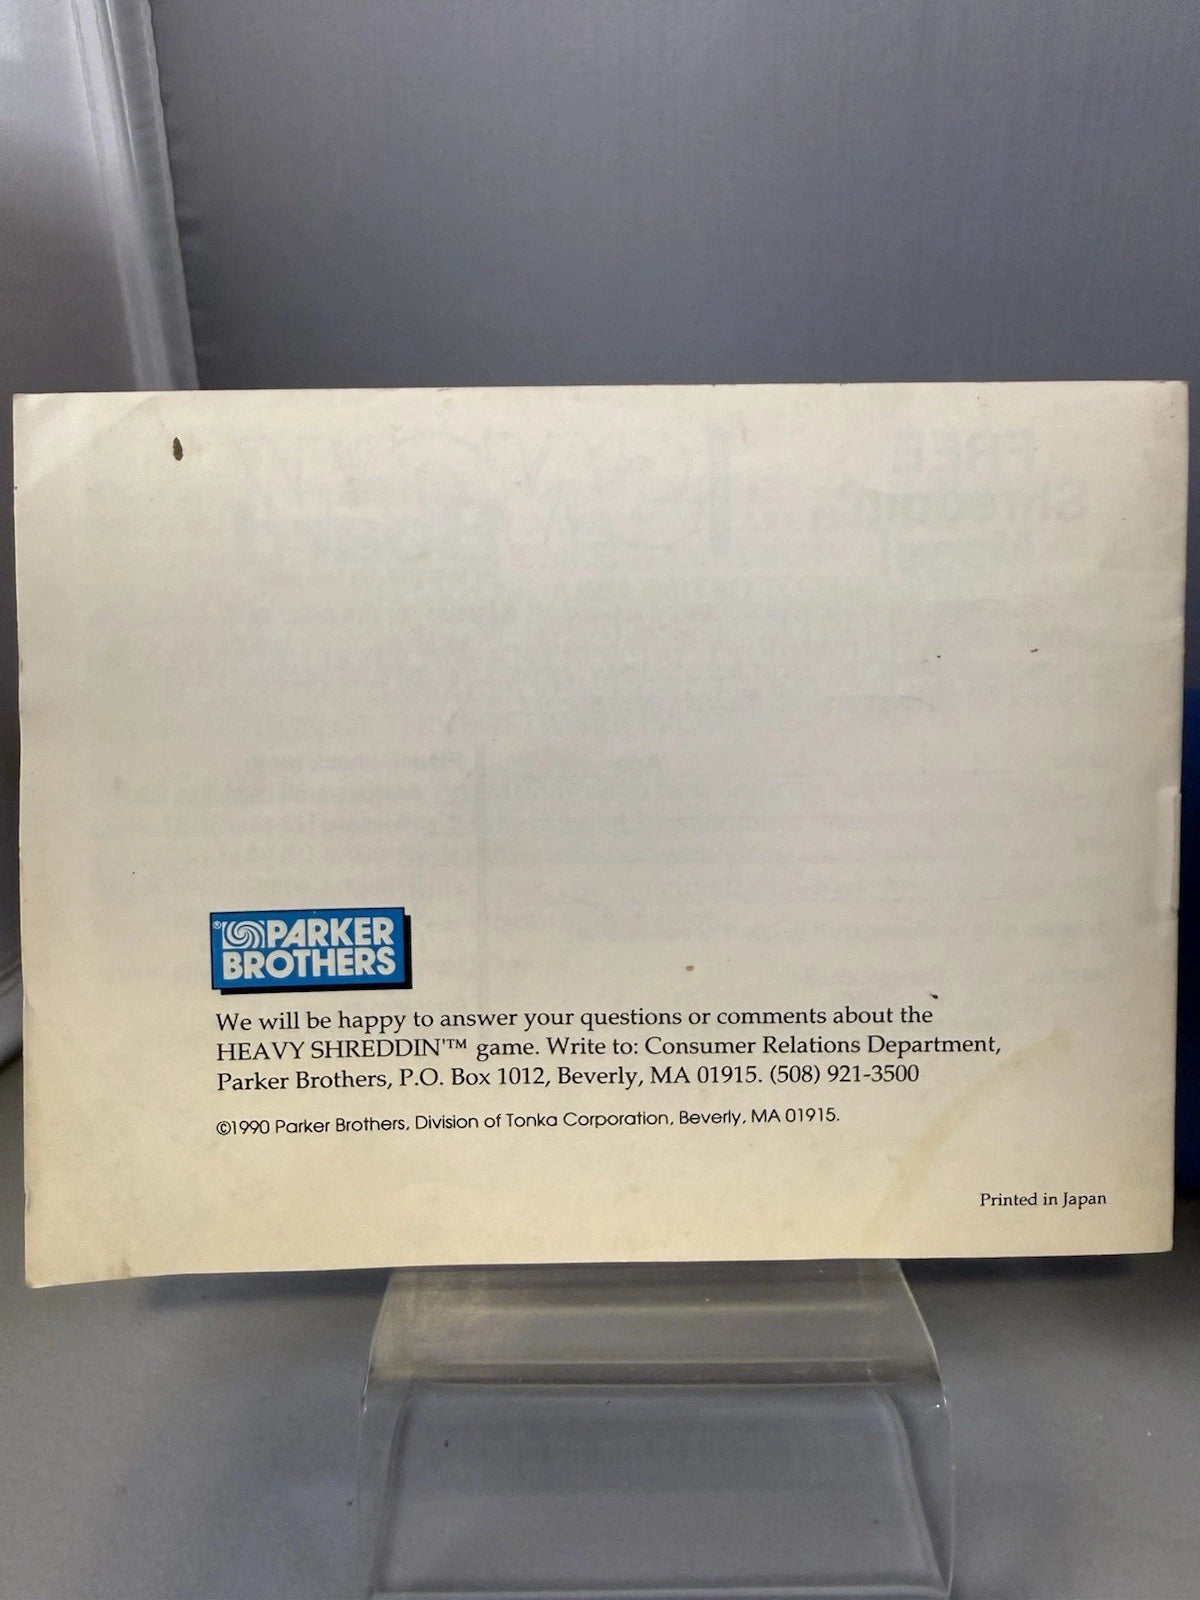 ® PARKER
BROTHERS
We will be happy to answer your questions or comments about the
HEAVY SHREDDIN'™ game. Write to: Consumer Relations Department,
Parker Brothers, P.O. Box 1012, Beverly, MA 01915. (508) 921-3500
©1990 Parker Brothers, Division of Tonka Corporation, Beverly, MA 01915.
Printed in Japan